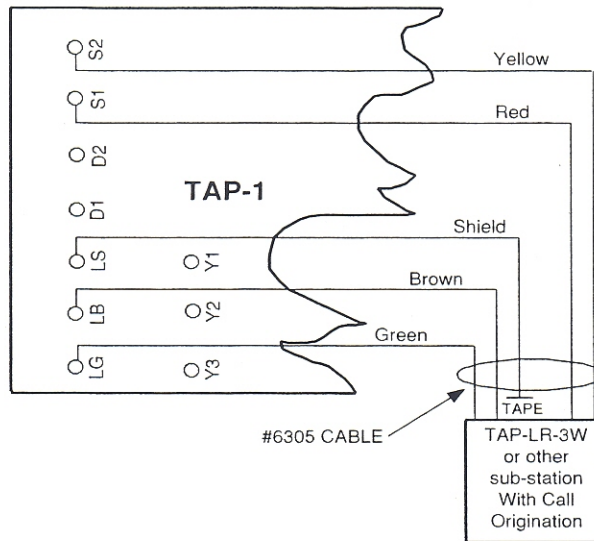 S2
Yellow
S1
Red
D2
TAP-1
D1
Shield
LS
Y1
Brown
LB
Y2
Green
LG
Y3
TAPE
#6305 CABLE
TAP-LR-3W
or other
sub-station
With Call
Origination